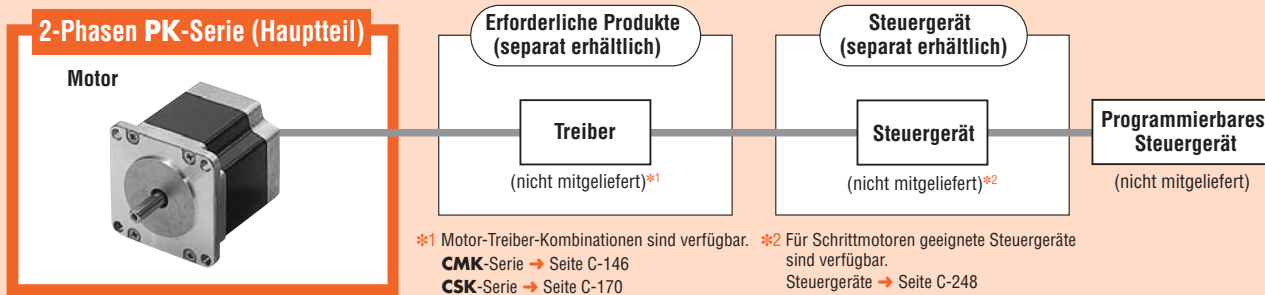 2-Phasen PK-Serie (Hauptteil)
Motor
Erforderliche Produkte
(separat erhältlich)
Treiber
(nicht mitgeliefert)*1
*1 Motor-Treiber-Kombinationen sind verfügbar.
CMK-Serie → Seite C-146
CSK-Serie → Seite C-170
Steuergerät
(separat erhältlich)
Steuergerät
(nicht mitgeliefert)*2
*2 Für Schrittmotoren geeignete Steuergeräte
sind verfügbar.
Steuergeräte → Seite C-248
Programmierbares
Steuergerät
(nicht mitgeliefert)